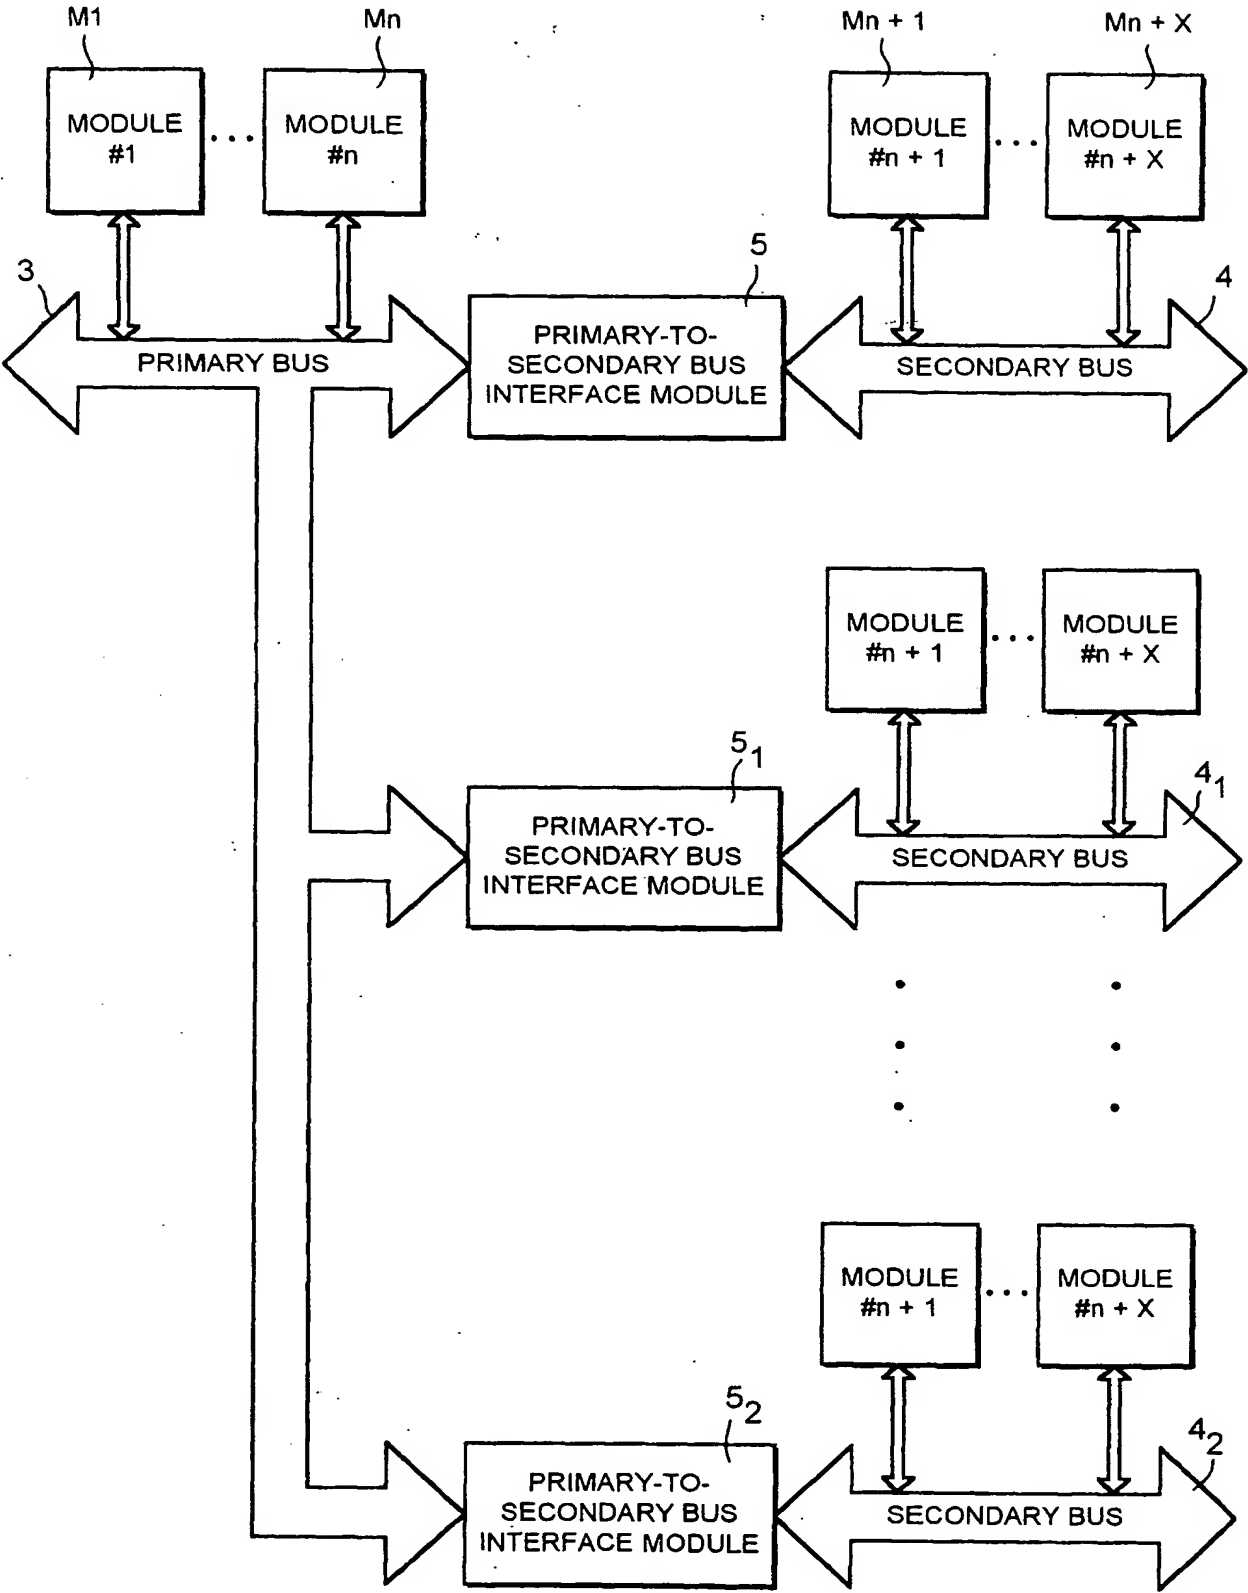 M1
Mn
Mn + 1
Mn + X
MODULE
#1
...
MODULE
#n
MODULE
#n + 1
...
MODULE
#n + X
3
5
4
PRIMARY BUS
PRIMARY-TO-
SECONDARY BUS
INTERFACE MODULE
SECONDARY BUS
MODULE
#n + 1
...
MODULE
#n + X
5₁
4₁
PRIMARY-TO-
SECONDARY BUS
INTERFACE MODULE
SECONDARY BUS
MODULE
#n + 1
...
MODULE
#n + X
5₂
4₂
PRIMARY-TO-
SECONDARY BUS
INTERFACE MODULE
SECONDARY BUS